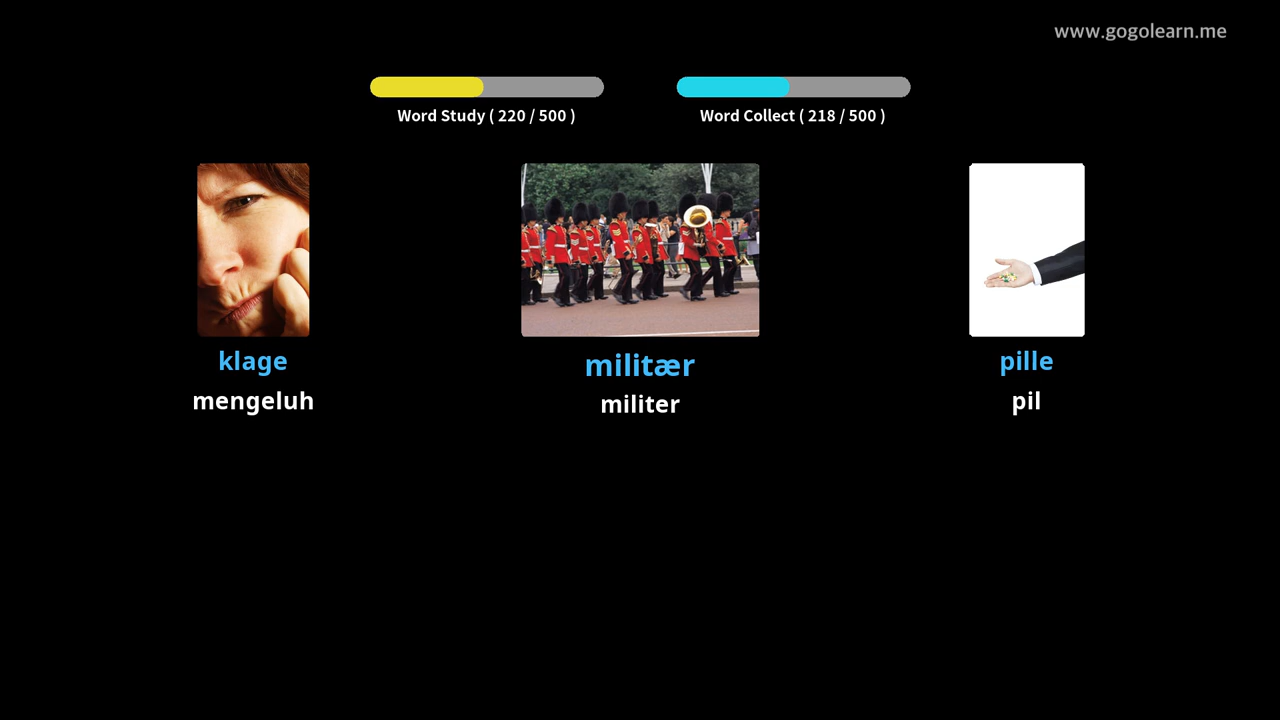 www.gogolearn.me
Word Study ( 220 / 500 )
Word Collect ( 218 / 500 )
klage
mengeluh
militær
militer
pille
pil